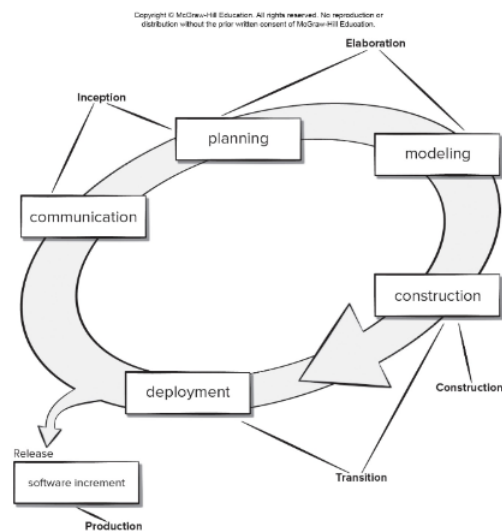 Copyright © McGraw-Hill Education. All rights reserved. No reproduction or
distribution without the prior written consent of McGraw-Hill Education.
Elaboration
Inception
planning
modeling
communication
construction
deployment
Construction
Release
software increment
Transition
Production